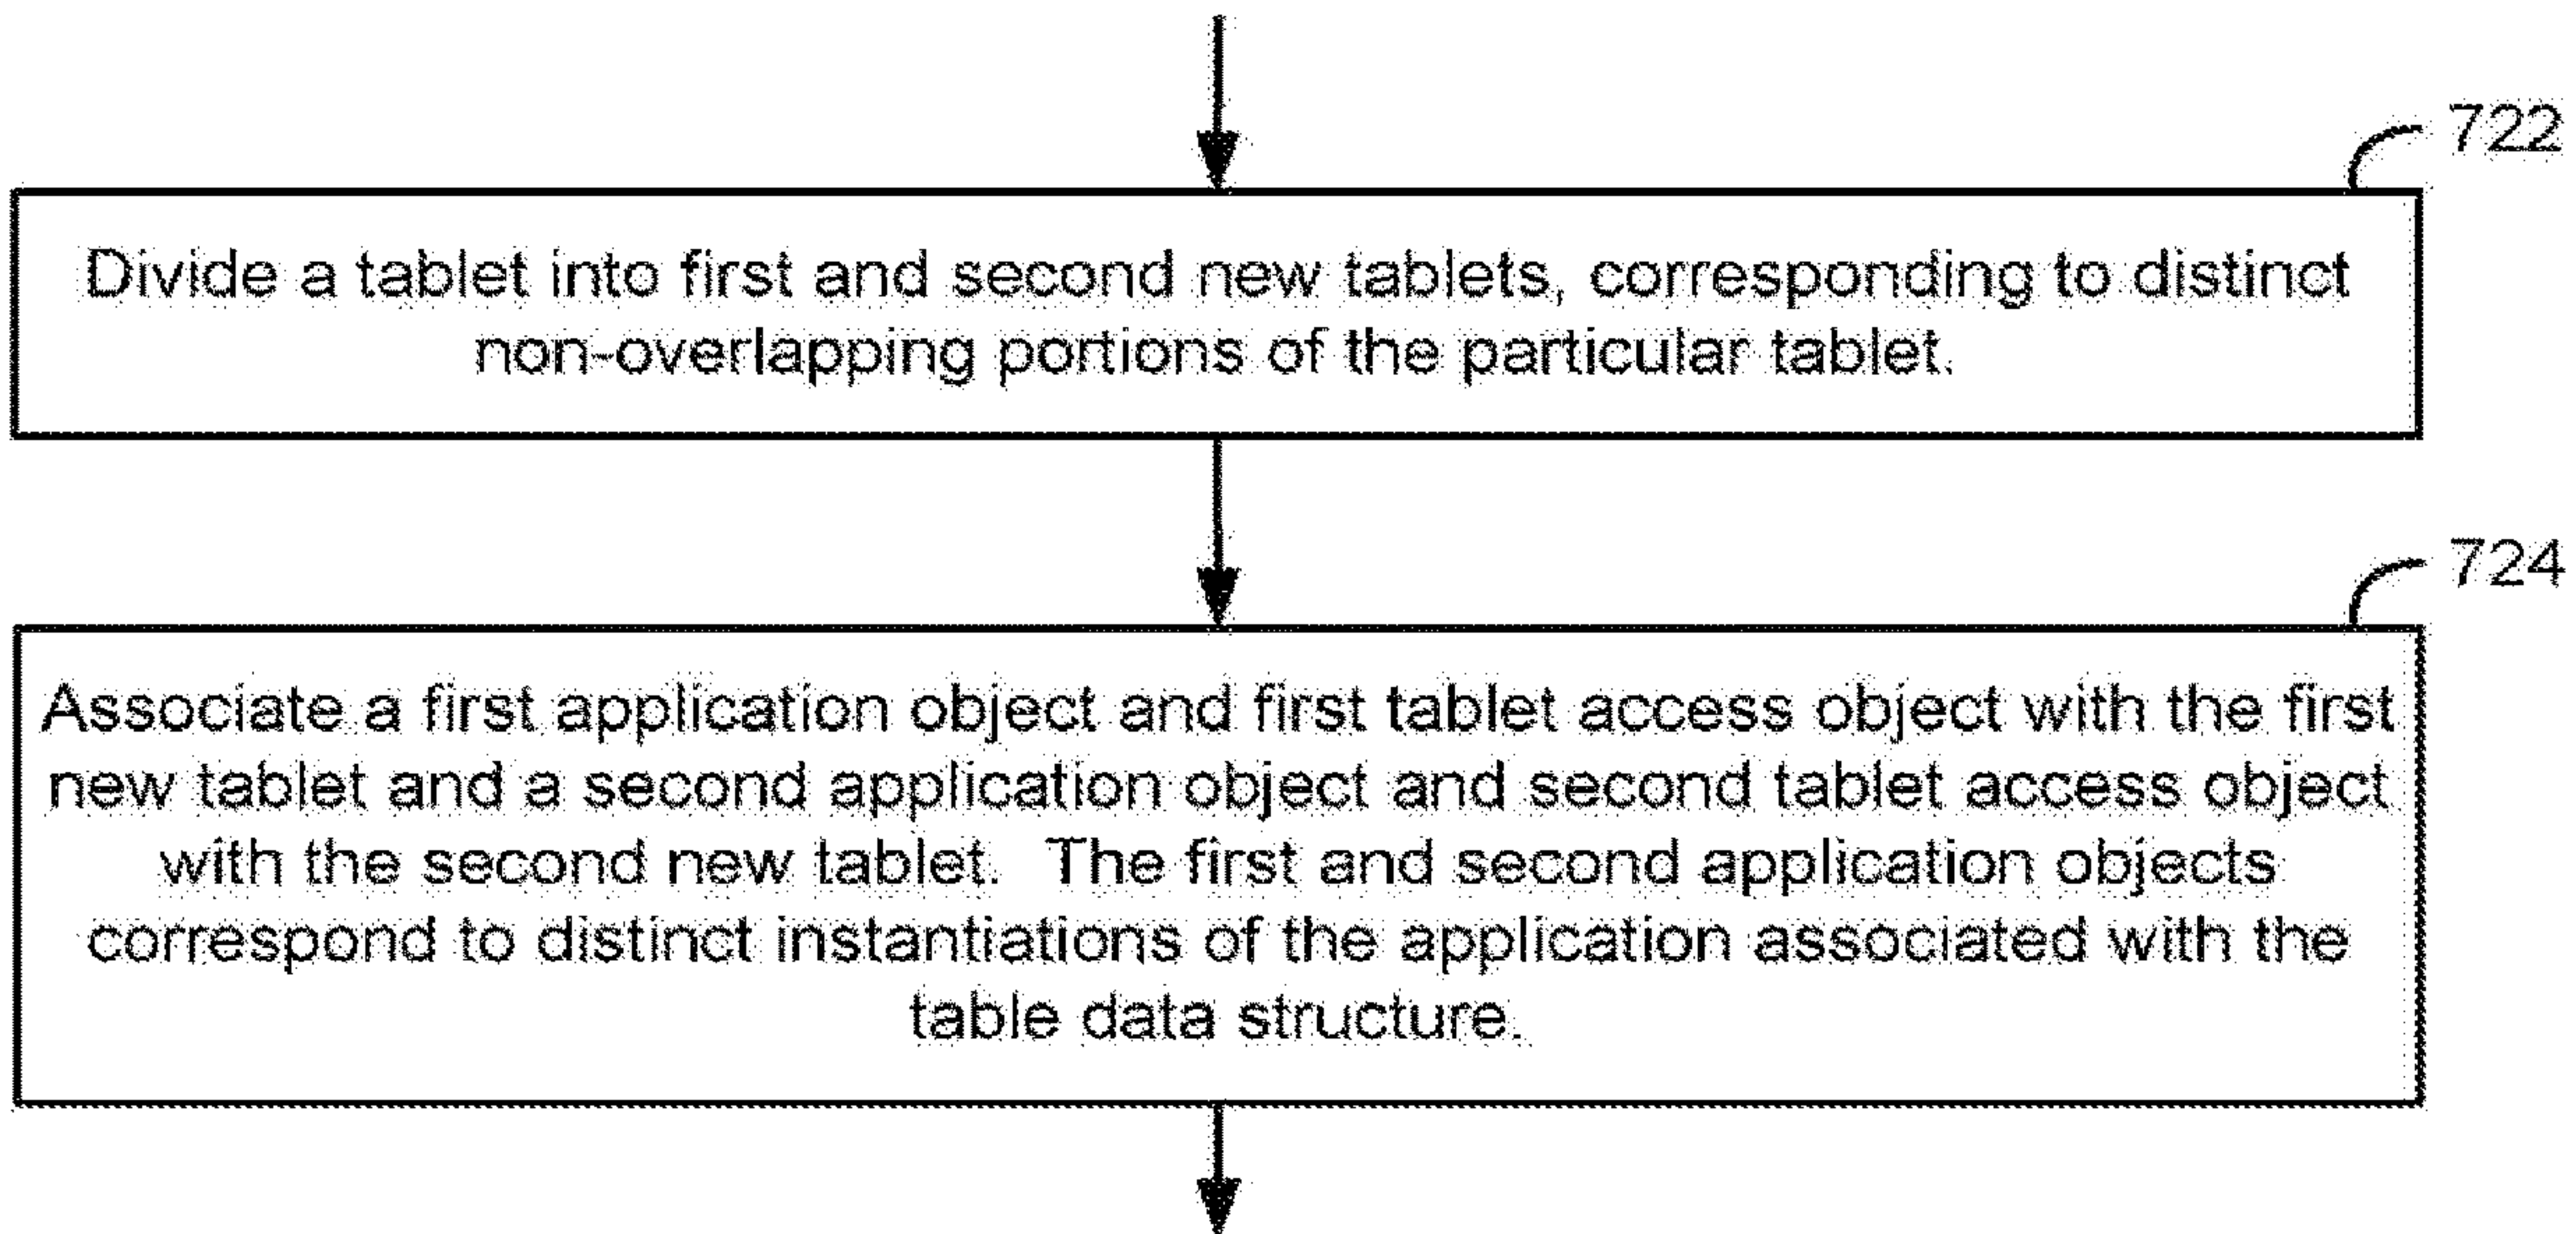 722
Divide a tablet into first and second new tablets, corresponding to distinct
non-overlapping portions of the particular tablet.
724
Associate a first application object and first tablet access object with the first
new tablet and a second application object and second tablet access object
with the second new tablet. The first and second application objects
correspond to distinct instantiations of the application associated with the
table data structure.